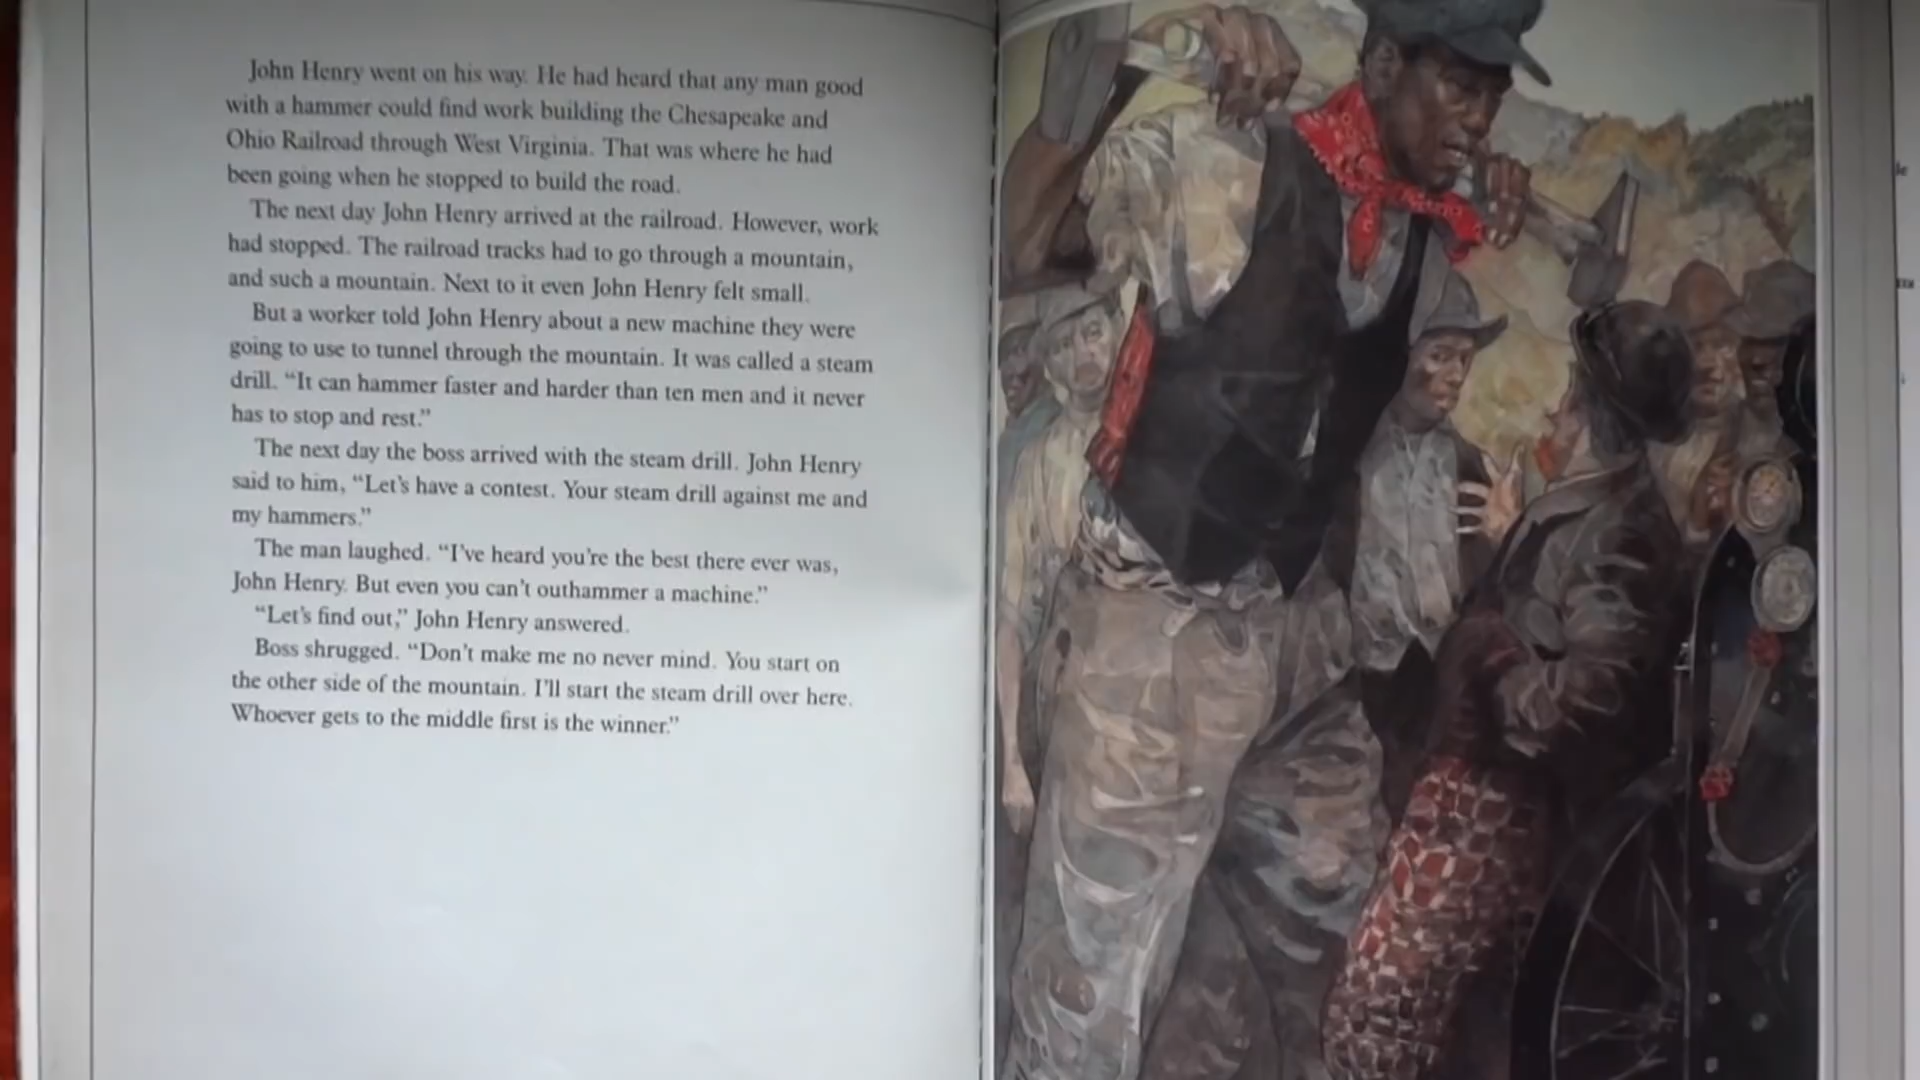 John Henry went on his way. He had heard that any man good
with a hammer could find work building the Chesapeake and
Ohio Railroad through West Virginia. That was where he had
been going when he stopped to build the road.
The next day John Henry arrived at the railroad. However, work
had stopped. The railroad tracks had to go through a mountain,
and such a mountain. Next to it even John Henry felt small.
But a worker told John Henry about a new machine they were
going to use to tunnel through the mountain. It was called a steam
drill. “It can hammer faster and harder than ten men and it never
has to stop and rest.”
The next day the boss arrived with the steam drill. John Henry
said to him, “Let’s have a contest. Your steam drill against me and
my hammers.”
The man laughed. “I’ve heard you’re the best there ever was,
John Henry. But even you can’t outhammer a machine.”
“Let’s find out,” John Henry answered.
Boss shrugged. “Don’t make me no never mind. You start on
the other side of the mountain. I’ll start the steam drill over here.
Whoever gets to the middle first is the winner.”